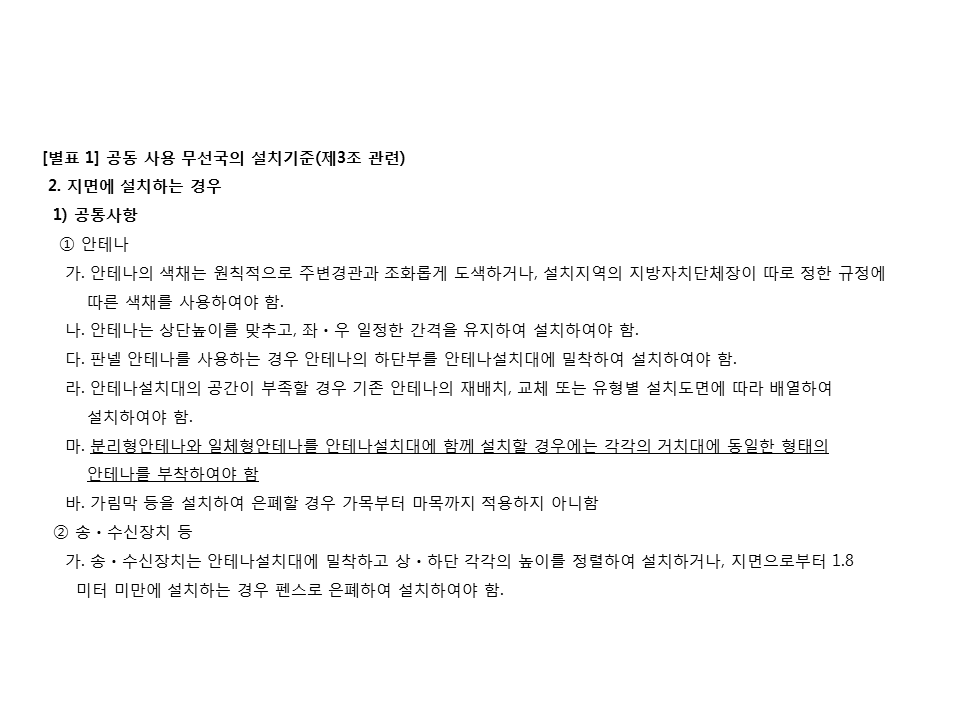 [별표 1] 공동 사용 무선국의 설치기준(제3조 관련)
2. 지면에 설치하는 경우
1) 공통사항
① 안테나
가. 안테나의 색채는 원칙적으로 주변경관과 조화롭게 도색하거나, 설치지역의 지방자치단체장이 따로 정한 규정에
따른 색채를 사용하여야 함.
나. 안테나는 상단높이를 맞추고, 좌・우 일정한 간격을 유지하여 설치하여야 함.
다. 판넬 안테나를 사용하는 경우 안테나의 하단부를 안테나설치대에 밀착하여 설치하여야 함.
라. 안테나설치대의 공간이 부족할 경우 기존 안테나의 재배치, 교체 또는 유형별 설치도면에 따라 배열하여
설치하여야 함.
마. 분리형안테나와 일체형안테나를 안테나설치대에 함께 설치할 경우에는 각각의 거치대에 동일한 형태의
안테나를 부착하여야 함
바. 가림막 등을 설치하여 은폐할 경우 가목부터 마목까지 적용하지 아니함
② 송・수신장치 등
가. 송・수신장치는 안테나설치대에 밀착하고 상・하단 각각의 높이를 정렬하여 설치하거나, 지면으로부터 1.8
미터 미만에 설치하는 경우 펜스로 은폐하여 설치하여야 함.